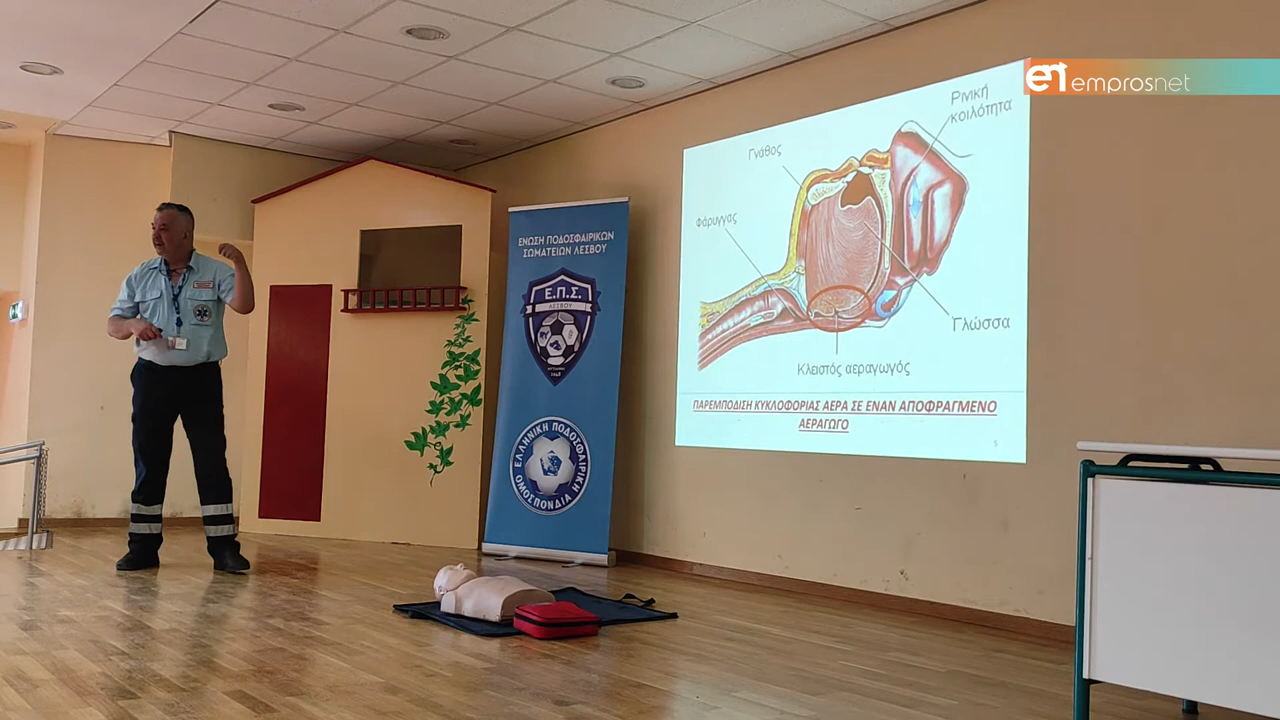 emprosnet
Ρινική
κοιλότητα
Γνάθος
Φάρυγγας
Γλώσσα
Κλειστός αεραγωγός
ΠΑΡΕΜΠΟΔΙΣΗ ΚΥΚΛΟΦΟΡΙΑΣ ΑΕΡΑ ΣΕ ΕΝΑΝ ΑΠΟΦΡΑΓΜΕΝΟ
ΑΕΡΑΓΩΓΟ
5
ΕΝΩΣΗ ΠΟΔΟΣΦΑΙΡΙΚΩΝ
ΣΩΜΑΤΕΙΩΝ ΛΕΣΒΟΥ
Ε.Π.Σ.
ΛΕΣΒΟΥ
ΕΛΛΗΝΙΚΗ ΠΟΔΟΣΦΑΙΡΙΚΗ
ΟΜΟΣΠΟΝΔΙΑ